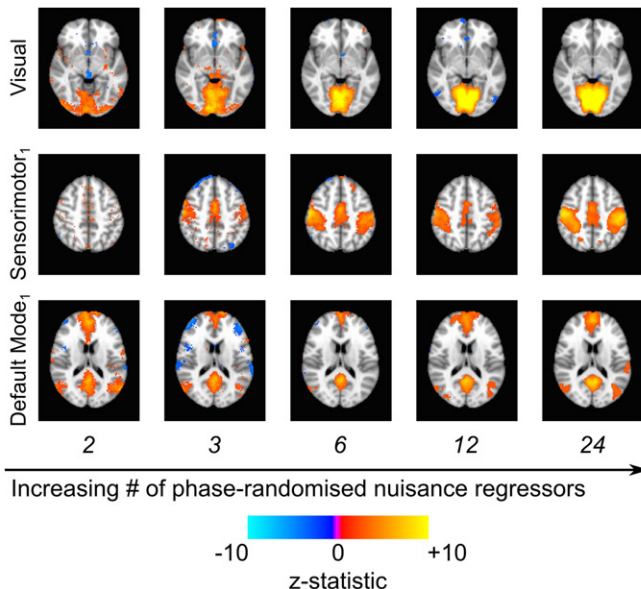 Visual
Sensorimotor₁
Default Mode₁
2 3 6 12 24
Increasing # of phase-randomised nuisance regressors
-10 0 +10
z-statistic